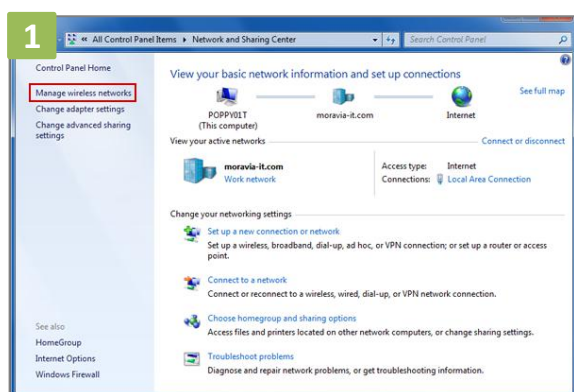 1
« All Control Panel Items ▸ Network and Sharing Center
Search Control Panel
Control Panel Home
Manage wireless networks
Change adapter settings
Change advanced sharing
settings
See also
HomeGroup
Internet Options
Windows Firewall
View your basic network information and set up connections
See full map
POPPY01T
(This computer)
moravia-it.com
Internet
View your active networks
Connect or disconnect
moravia-it.com
Work network
Access type: Internet
Connections: Local Area Connection
Change your networking settings
Set up a new connection or network
Set up a wireless, broadband, dial-up, ad hoc, or VPN connection; or set up a router or access
point.
Connect to a network
Connect or reconnect to a wireless, wired, dial-up, or VPN network connection.
Choose homegroup and sharing options
Access files and printers located on other network computers, or change sharing settings.
Troubleshoot problems
Diagnose and repair network problems, or get troubleshooting information.